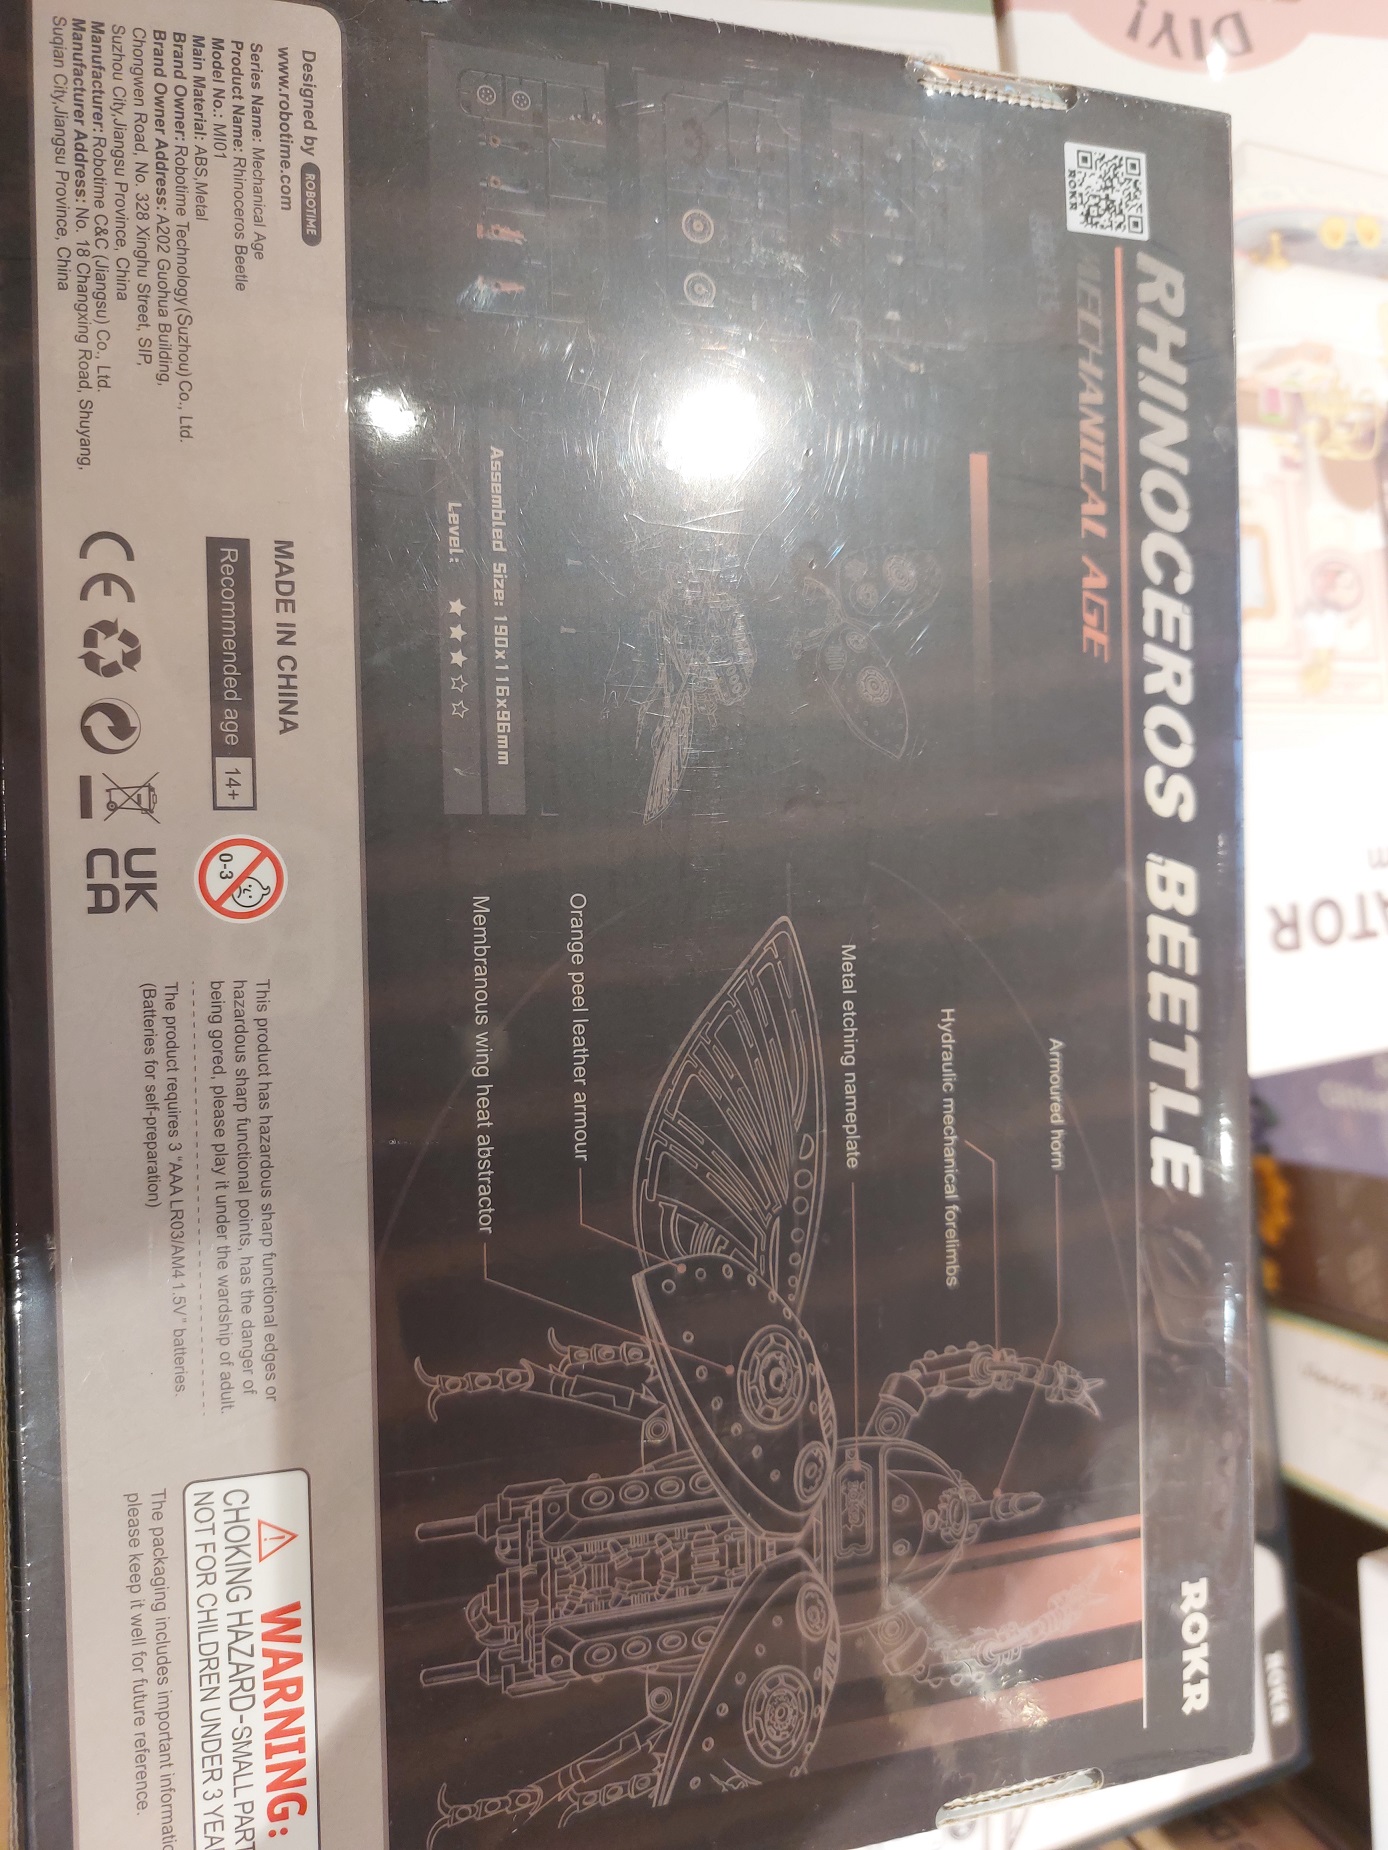 RHINOCEROS BEETLE
ROKR
MECHANICAL AGE
ROKR
Armoured horn
Hydraulic mechanical forelimbs
Metal etching nameplate
Orange peel leather armour
Membranous wing heat abstractor
Assembled Size: 190x116x96mm
Level: ★★★☆☆
Designed by ROBOTIME
www.robotime.com
Series Name: Mechanical Age
Product Name: Rhinoceros Beetle
Model No.: MI01
Main Material: ABS,Metal
Brand Owner: Robotime Technology(Suzhou) Co., Ltd.
Brand Owner Address: A202 Guohua Building,
Chongwen Road, No. 328 Xinghu Street, SIP,
Suzhou City,Jiangsu Province, China
Manufacturer: Robotime C&C (Jiangsu) Co., Ltd.
Manufacturer Address: No. 18 Changxing Road, Shuyang,
Suqian City,Jiangsu Province, China
MADE IN CHINA
Recommended age 14+
0-3
CE
UK
CA
This product has hazardous sharp functional edges or
hazardous sharp functional points, has the danger of
being gored, please play it under the wardship of adult.
The product requires 3 "AAA LR03/AM4 1.5V" batteries.
(Batteries for self-preparation)
WARNING:
CHOKING HAZARD-SMALL PART
NOT FOR CHILDREN UNDER 3 YEA
The packaging includes important informatio
please keep it well for future reference.
DIY!
ATOR
ROKR